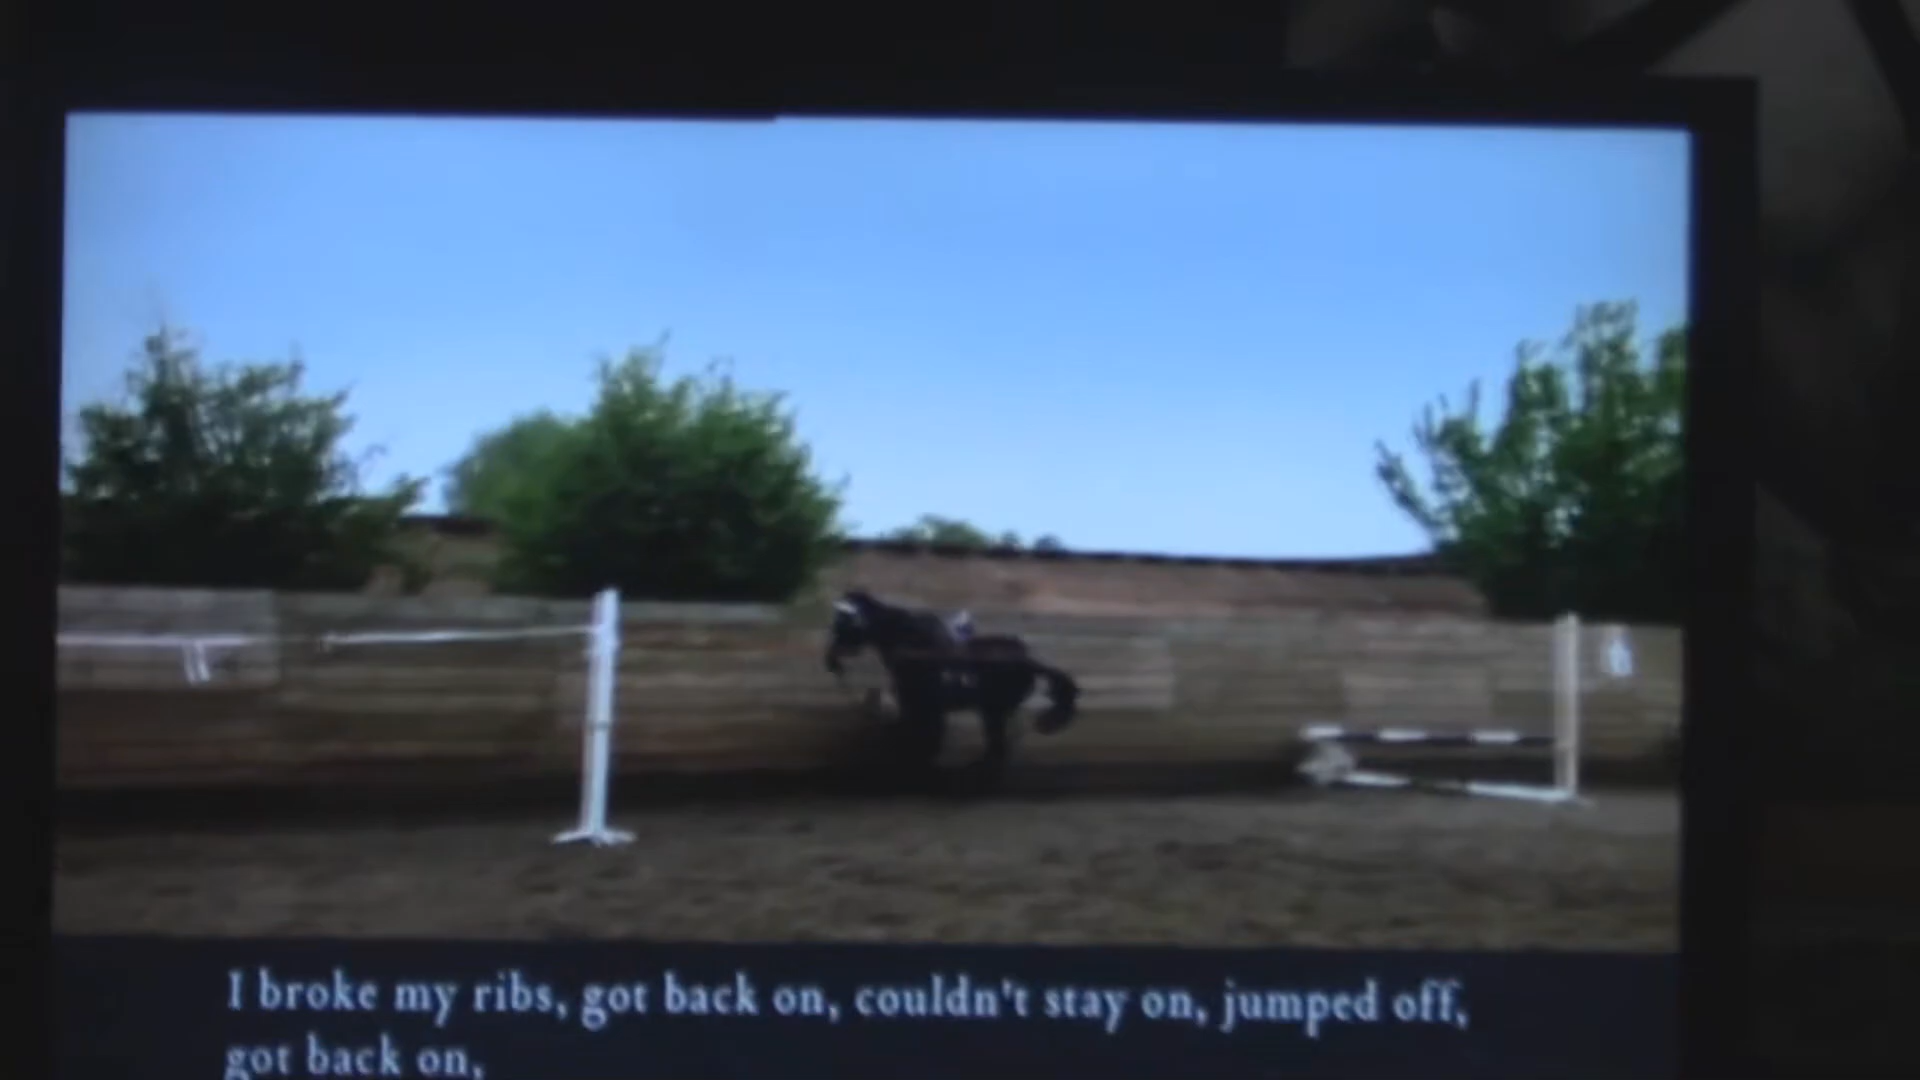 I broke my ribs, got back on, couldn't stay on, jumped off,
got back on,